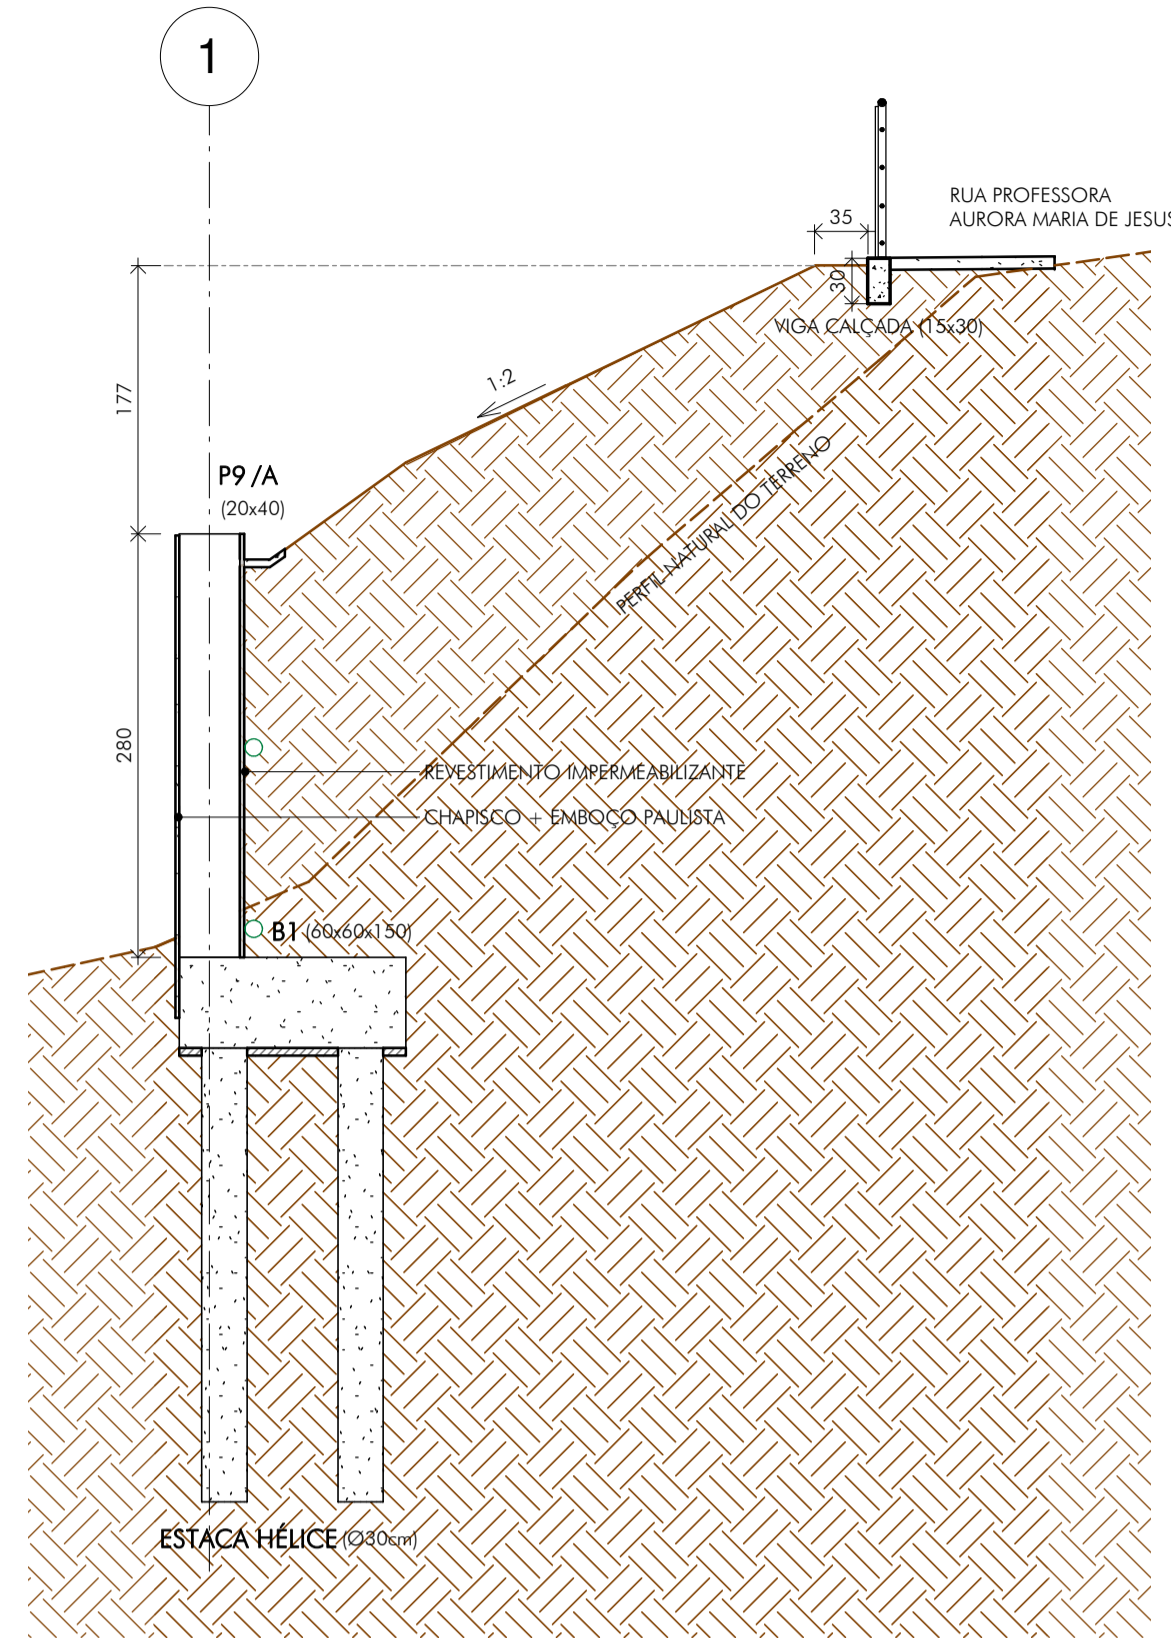 1
RUA PROFESSORA
AURORA MARIA DE JESUS
35
30
VIGA CALÇADA (15x30)
177
1:2
P9 /A
(20x40)
PERFIL NATURAL DO TERRENO
280
REVESTIMENTO IMPERMEABILIZANTE
CHAPISCO + EMBOÇO PAULISTA
B1 (60x60x150)
ESTACA HÉLICE (Ø30cm)